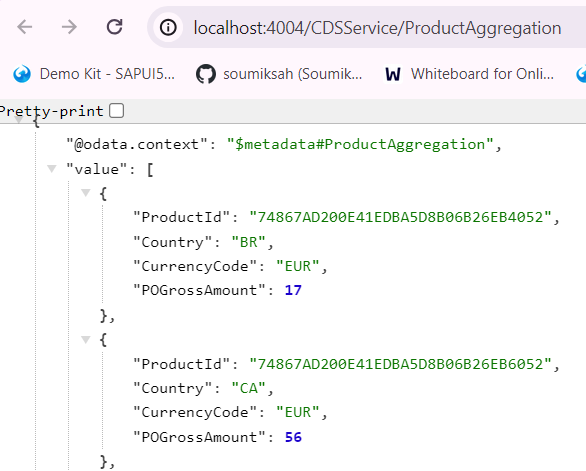 localhost:4004/CDSService/ProductAggregation
Demo Kit - SAPUI5... soumiksah (Soumik... Whiteboard for Onli...
Pretty-print
{
"@odata.context": "$metadata#ProductAggregation",
"value": [
{
"ProductId": "74867AD200E41EDBA5D8B06B26EB4052",
"Country": "BR",
"CurrencyCode": "EUR",
"POGrossAmount": 17
},
{
"ProductId": "74867AD200E41EDBA5D8B06B26EB6052",
"Country": "CA",
"CurrencyCode": "EUR",
"POGrossAmount": 56
},